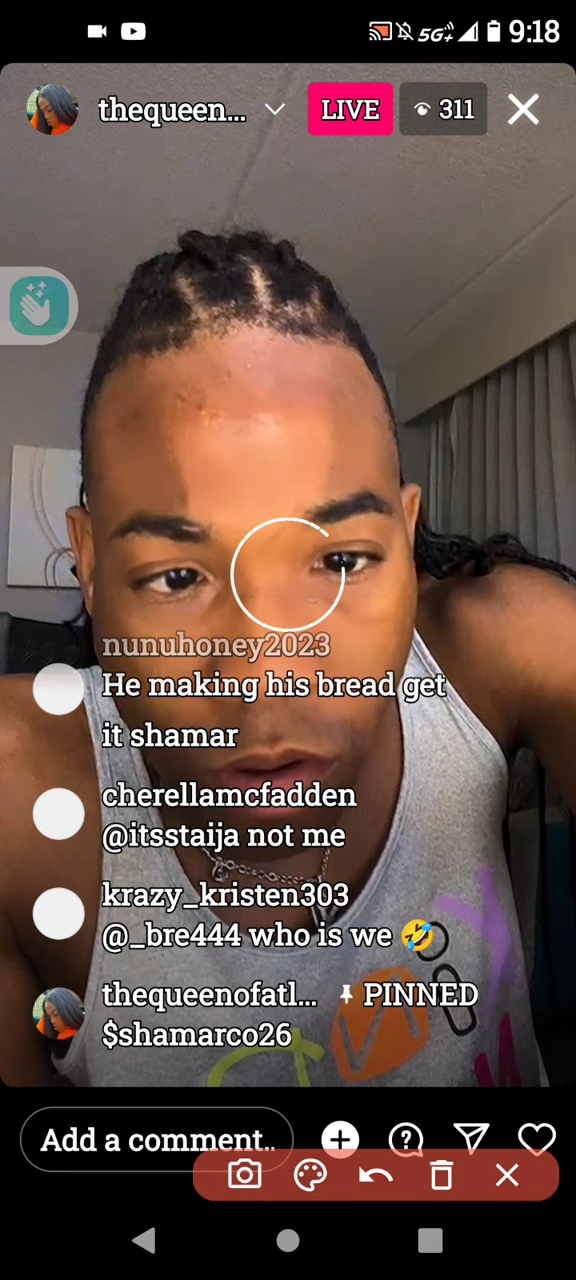 9:18
5G+
thequeen...
LIVE
311
nunuhoney2023
He making his bread get
it shamar
cherellamcfadden
@itsstaija not me
krazy_kristen303
@_bre444 who is we 🤣
thequeenofatl... PINNED
$shamarco26
Add a comment..